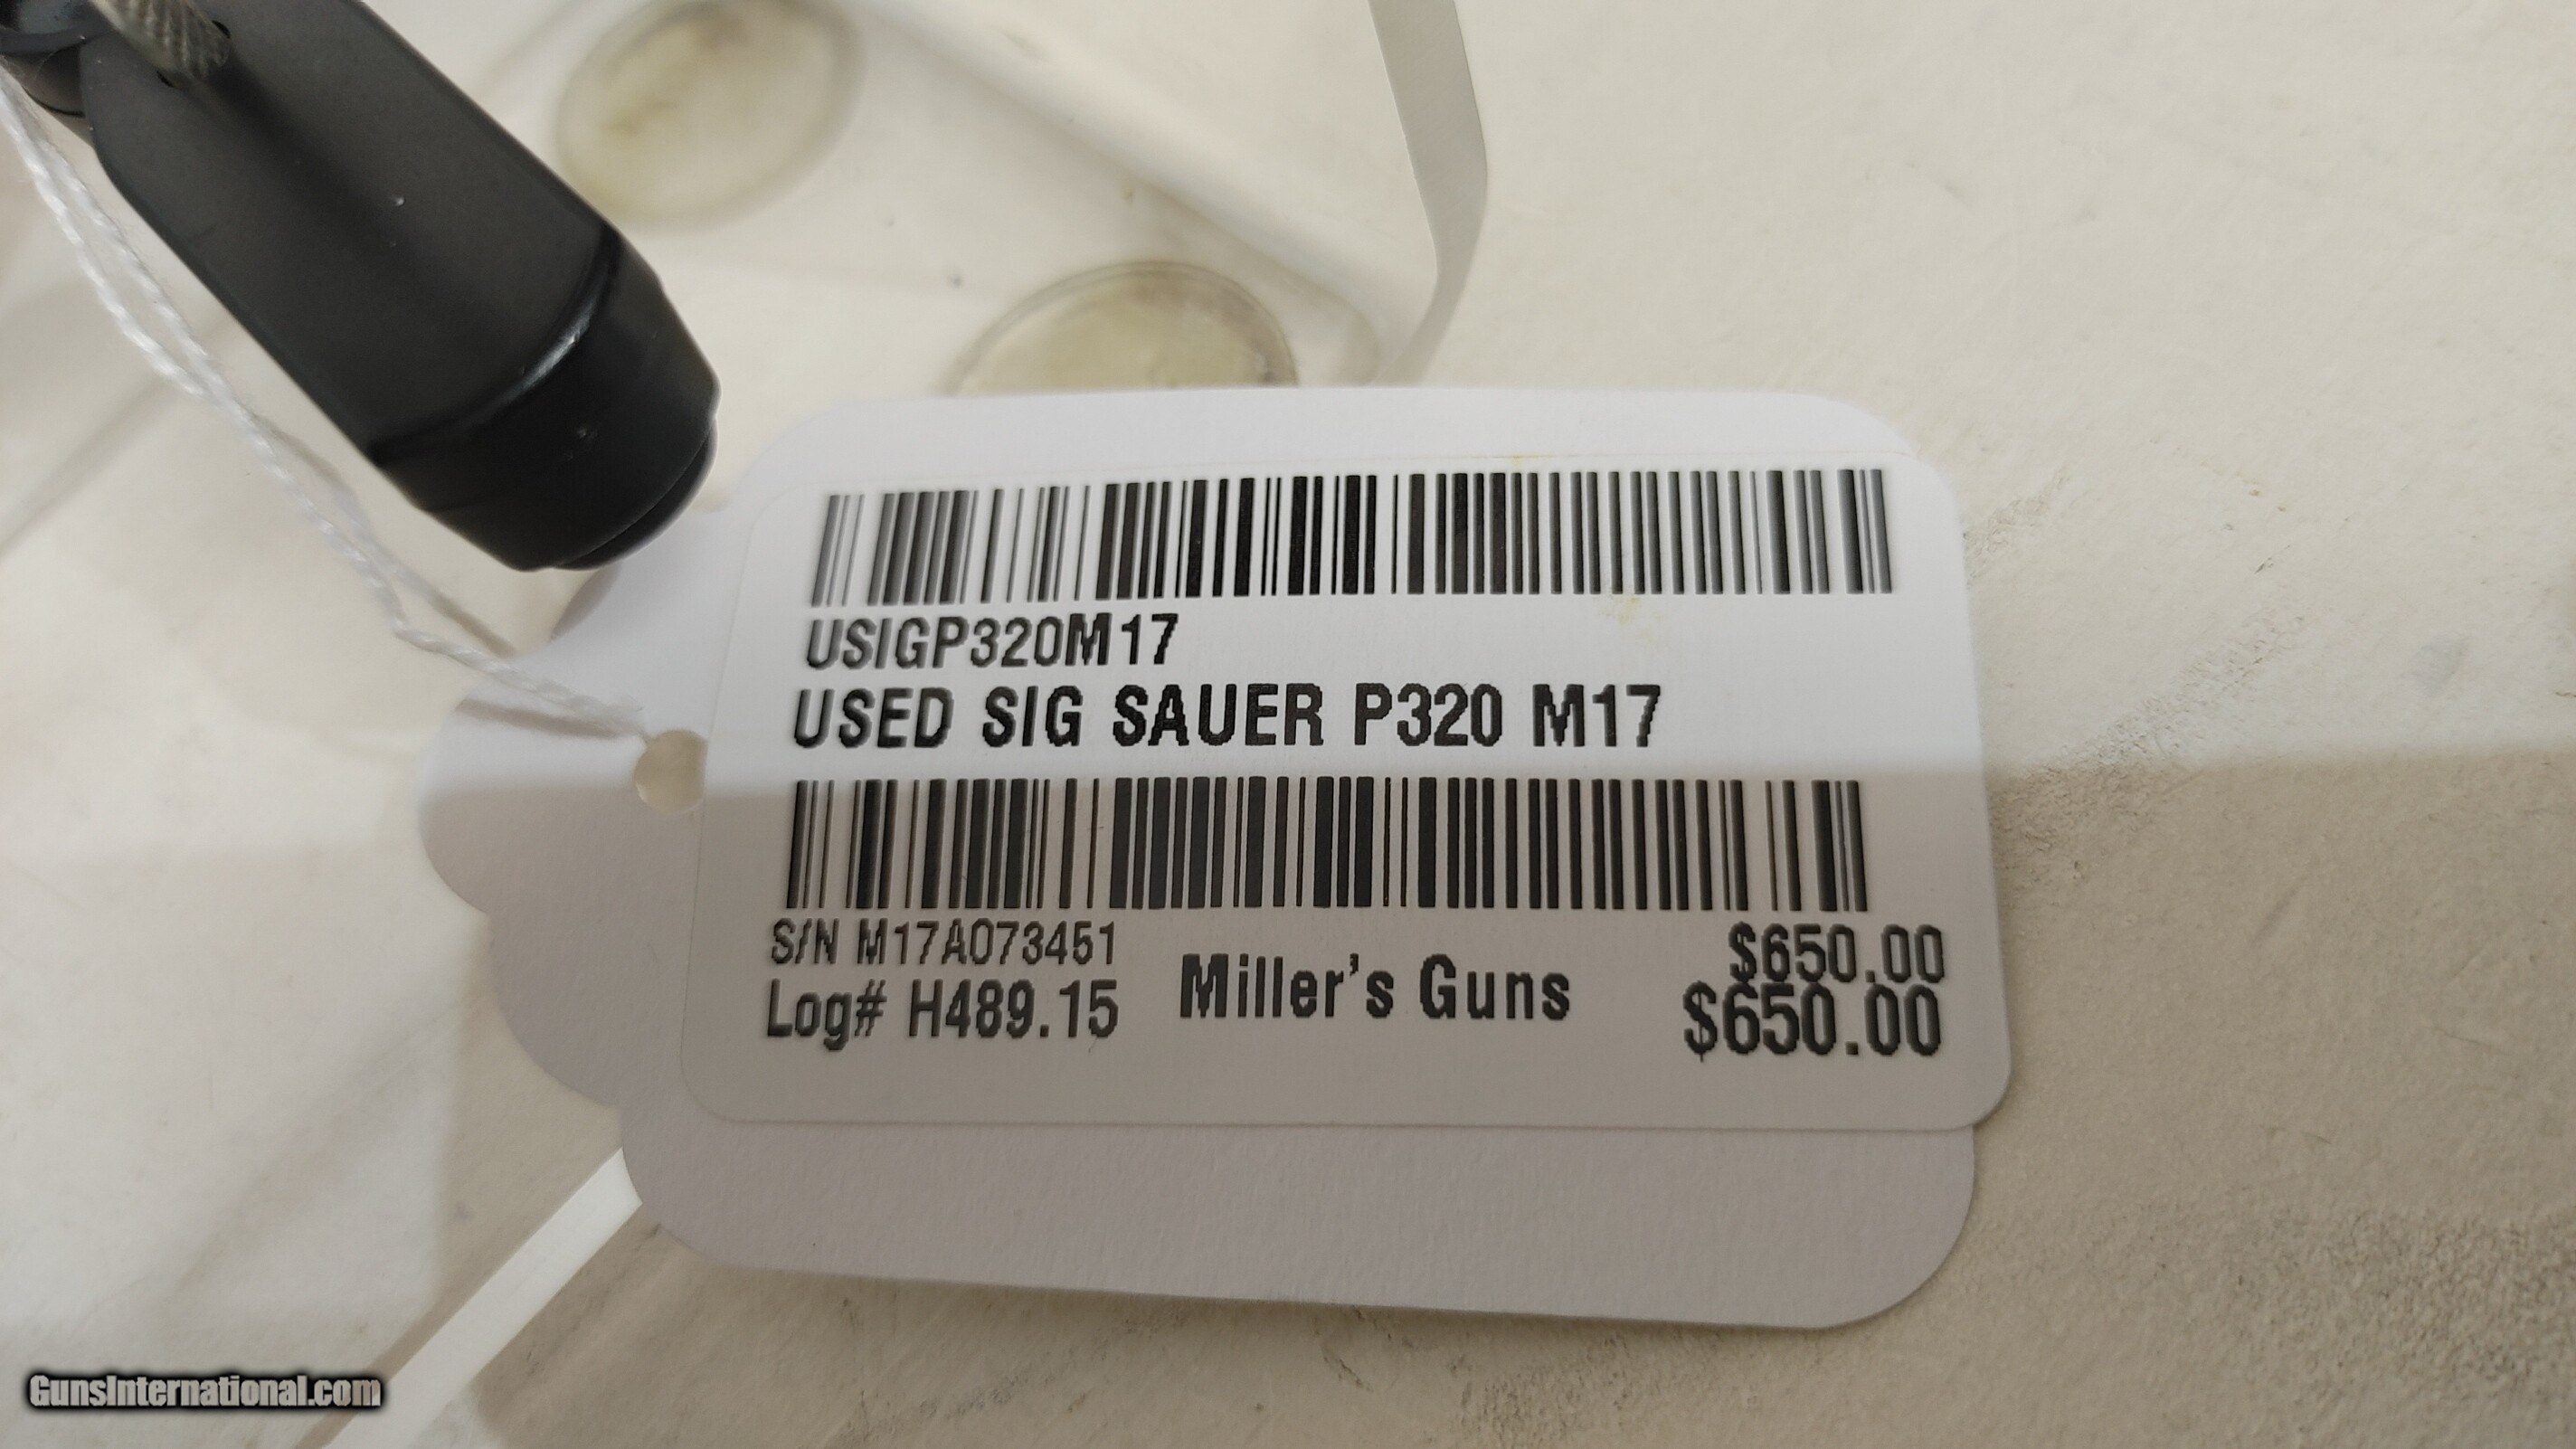 USIGP320M17
USED SIG SAUER P320 M17
S/N M17A073451
Log# H489.15
Miller's Guns
$650.00
$650.00
GunsInternational.com